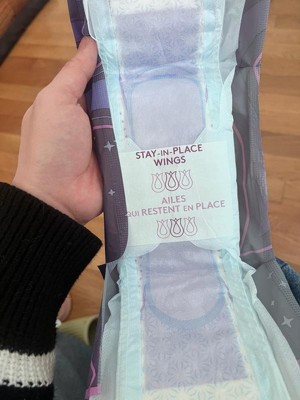 STAY-IN-PLACE
WINGS
AILES
QUI RESTENT EN PLACE